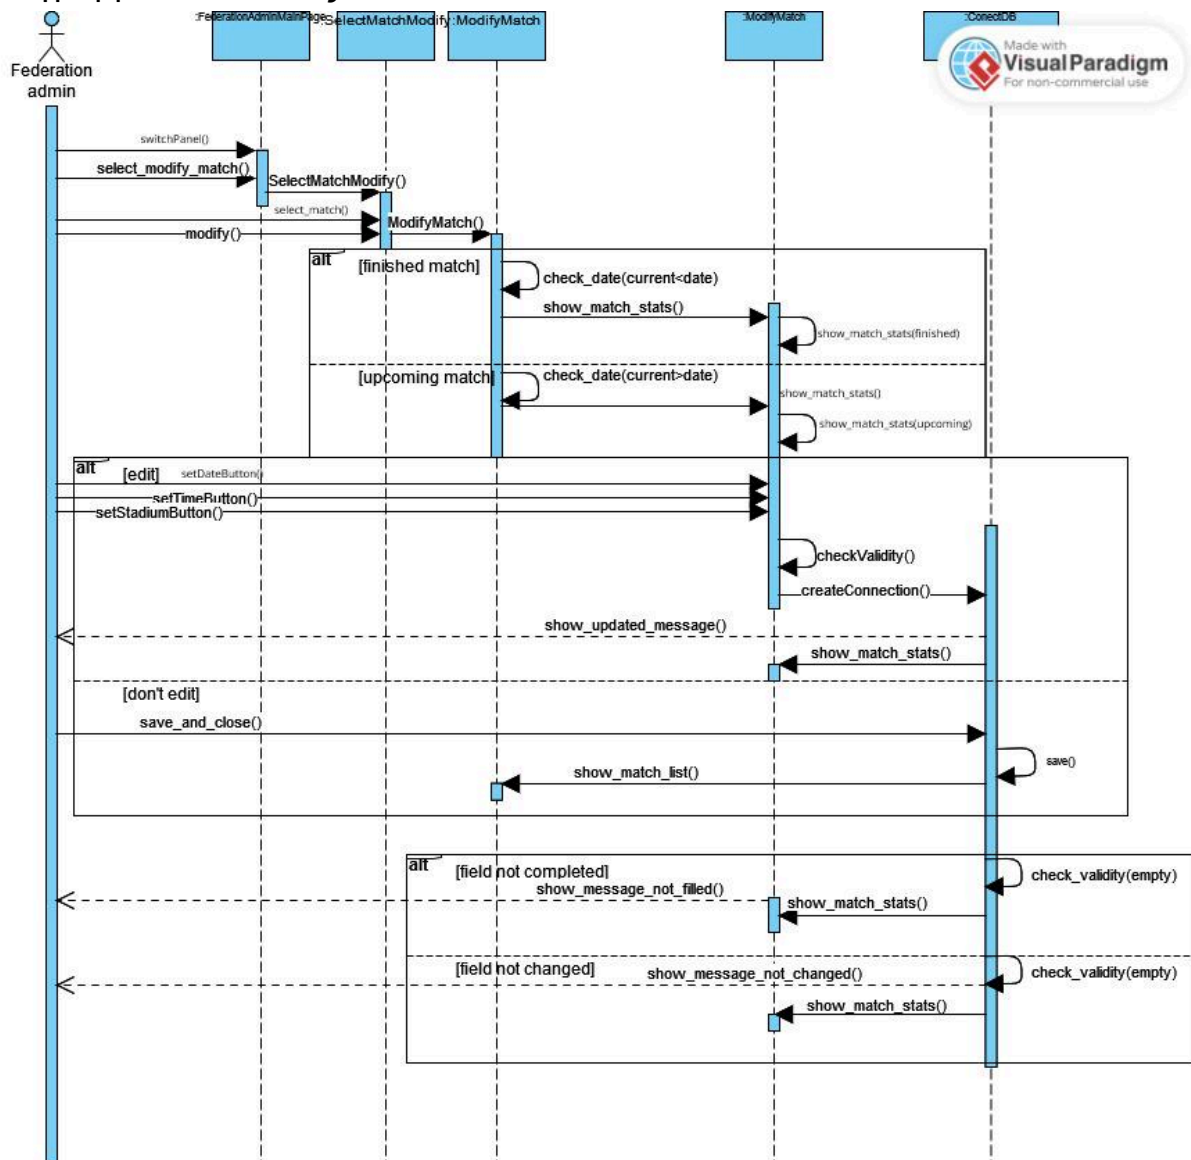 :FederationAdminMainPage
:SelectMatchModify
:ModifyMatch
:ModifyMatch
:ConectDB
Made with
Visual Paradigm
For non-commercial use
Federation
admin
switchPanel()
select_modify_match()
SelectMatchModify()
select_match()
ModifyMatch()
modify()
alt
[finished match]
check_date(current<date)
show_match_stats()
show_match_stats(finished)
[upcoming match]
check_date(current>date)
show_match_stats()
show_match_stats(upcoming)
alt
[edit]
setDateButton()
setTimeButton()
setStadiumButton()
checkValidity()
createConnection()
show_updated_message()
show_match_stats()
[don't edit]
save_and_close()
save()
show_match_list()
alt
[field not completed]
check_validity(empty)
show_message_not_filled()
show_match_stats()
[field not changed]
show_message_not_changed()
check_validity(empty)
show_match_stats()